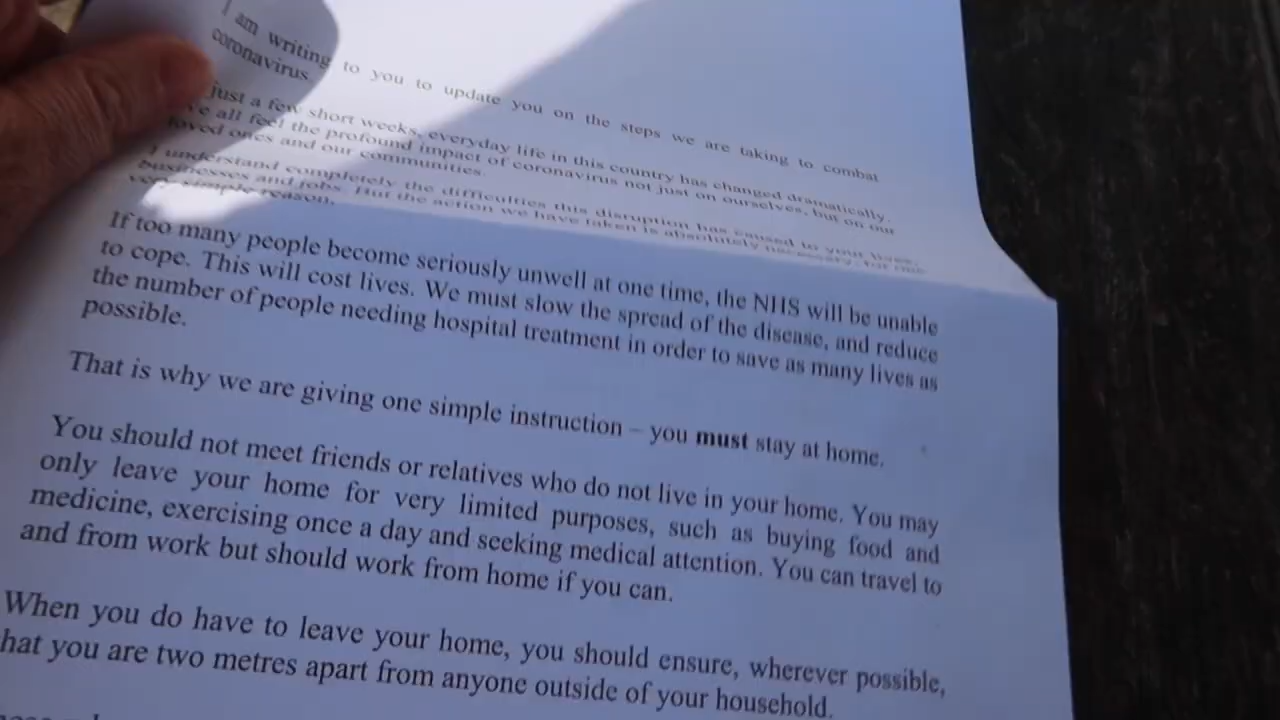 I am writing to you to update you on the steps we are taking to combat
coronavirus.
just a few short weeks, everyday life in this country has changed dramatically.
all feel the profound impact of coronavirus not just on ourselves, but on our
loved ones and our communities.
I understand completely the difficulties this disruption has caused to your lives,
businesses and jobs. But the action we have taken is absolutely necessary, for one
very simple reason.
If too many people become seriously unwell at one time, the NHS will be unable
to cope. This will cost lives. We must slow the spread of the disease, and reduce
the number of people needing hospital treatment in order to save as many lives as
possible.
That is why we are giving one simple instruction – you must stay at home.
You should not meet friends or relatives who do not live in your home. You may
only leave your home for very limited purposes, such as buying food and
medicine, exercising once a day and seeking medical attention. You can travel to
and from work but should work from home if you can.
When you do have to leave your home, you should ensure, wherever possible,
hat you are two metres apart from anyone outside of your household.